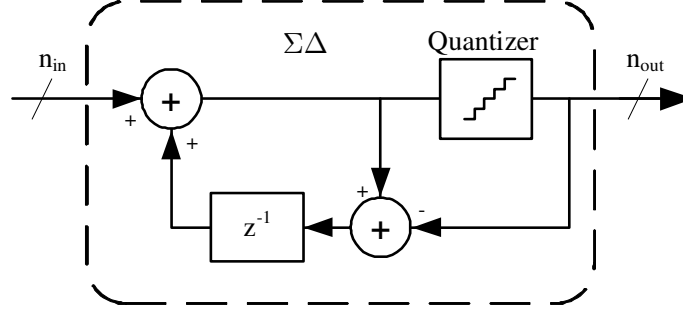 ΣΔ
Quantizer
n_in
n_out
+
+
+
+
-
z^-1
+